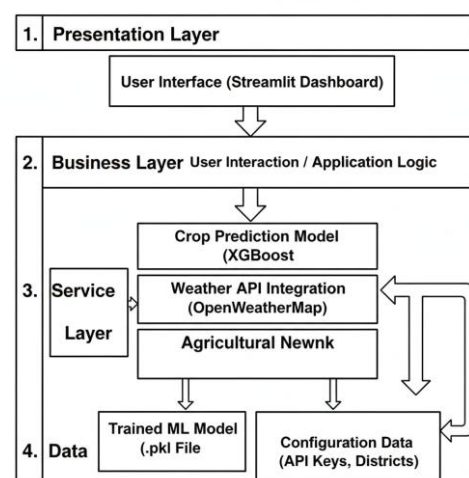 1. Presentation Layer
User Interface (Streamlit Dashboard)
2. Business Layer User Interaction / Application Logic
Crop Prediction Model
(XGBoost
3. Service
Layer
Weather API Integration
(OpenWeatherMap)
Agricultural Newnk
4. Data
Trained ML Model
(.pkl File
Configuration Data
(API Keys, Districts)